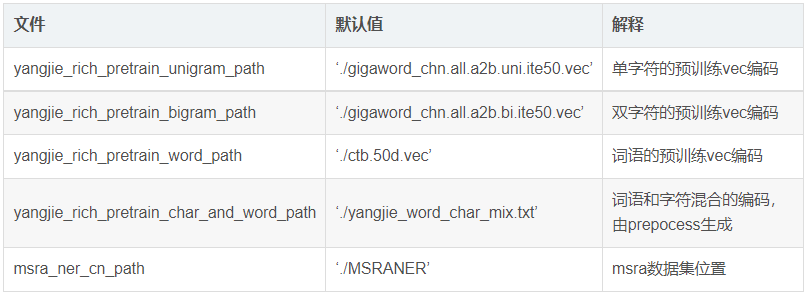 文件 默认值 解释
yangjie_rich_pretrain_unigram_path ‘./gigaword_chn.all.a2b.uni.ite50.vec’ 单字符的预训练vec编码
yangjie_rich_pretrain_bigram_path ‘./gigaword_chn.all.a2b.bi.ite50.vec’ 双字符的预训练vec编码
yangjie_rich_pretrain_word_path ‘./ctb.50d.vec’ 词语的预训练vec编码
yangjie_rich_pretrain_char_and_word_path ‘./yangjie_word_char_mix.txt’ 词语和字符混合的编码，
由prepocess生成
msra_ner_cn_path ‘./MSRANER’ msra数据集位置